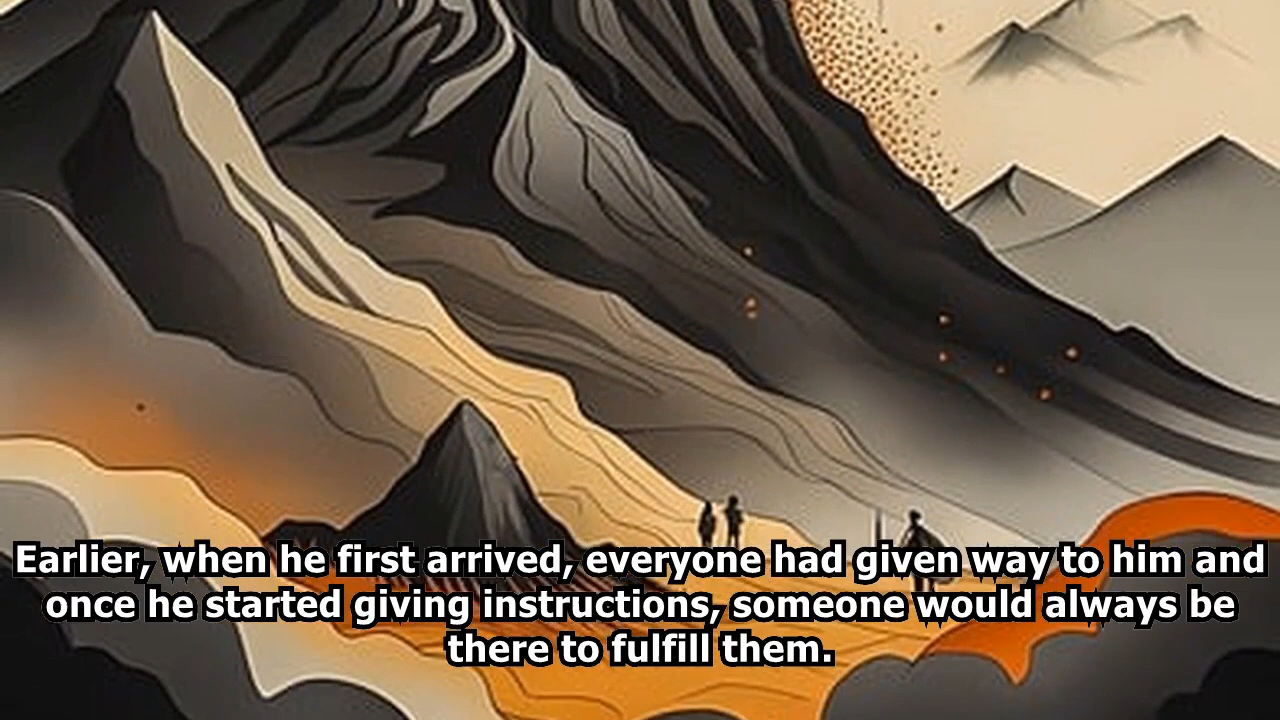 Earlier, when he first arrived, everyone had given way to him and
once he started giving instructions, someone would always be
there to fulfill them.